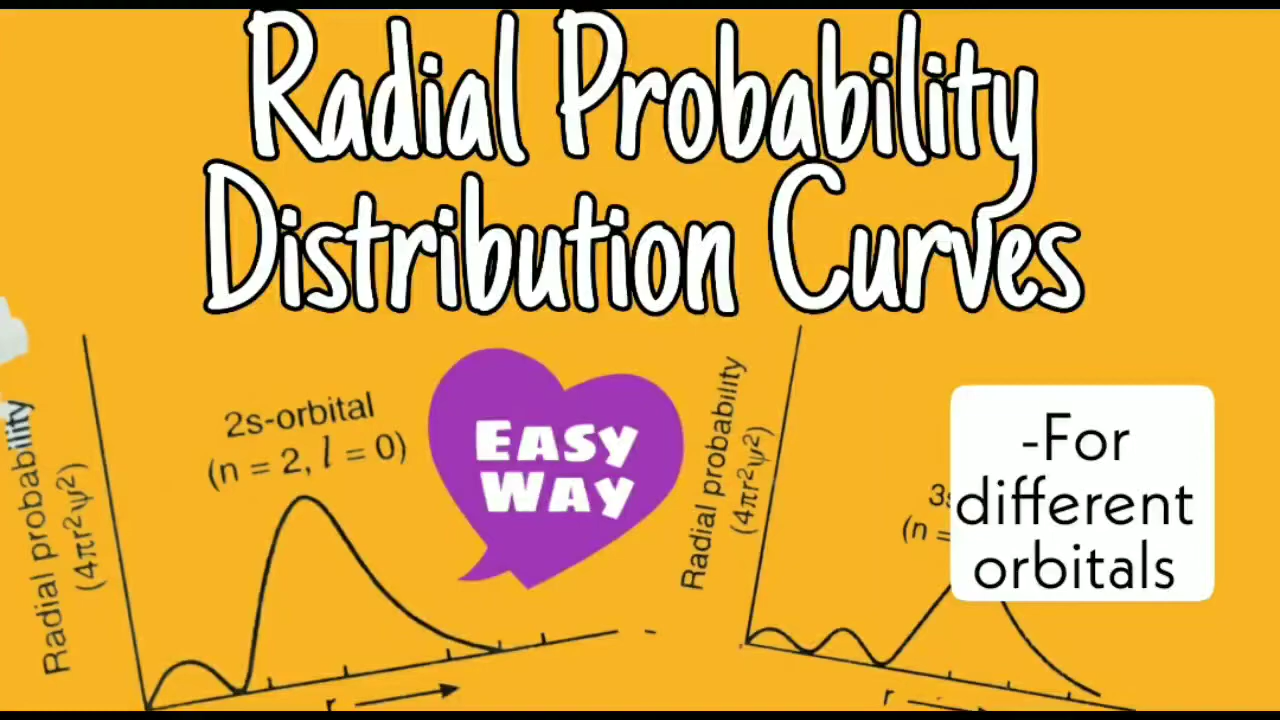 Radial Probability
Distribution Curves
Radial probability
(4πr²ψ²)
2s-orbital
(n = 2, l = 0)
r
EASY
WAY
Radial probability
(4πr²ψ²)
3s
(n =
-For
different
orbitals
r